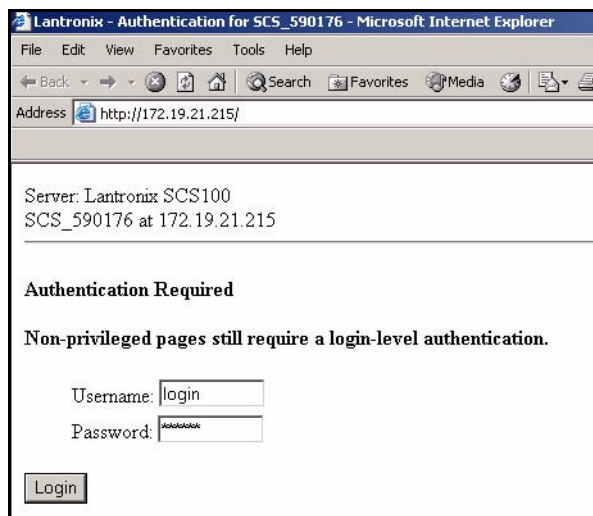 Lantronix - Authentication for SCS_590176 - Microsoft Internet Explorer
File Edit View Favorites Tools Help
Back Search Favorites Media
Address http://172.19.21.215/
Server: Lantronix SCS100
SCS_590176 at 172.19.21.215
Authentication Required
Non-privileged pages still require a login-level authentication.
Username: login
Password: ******
Login